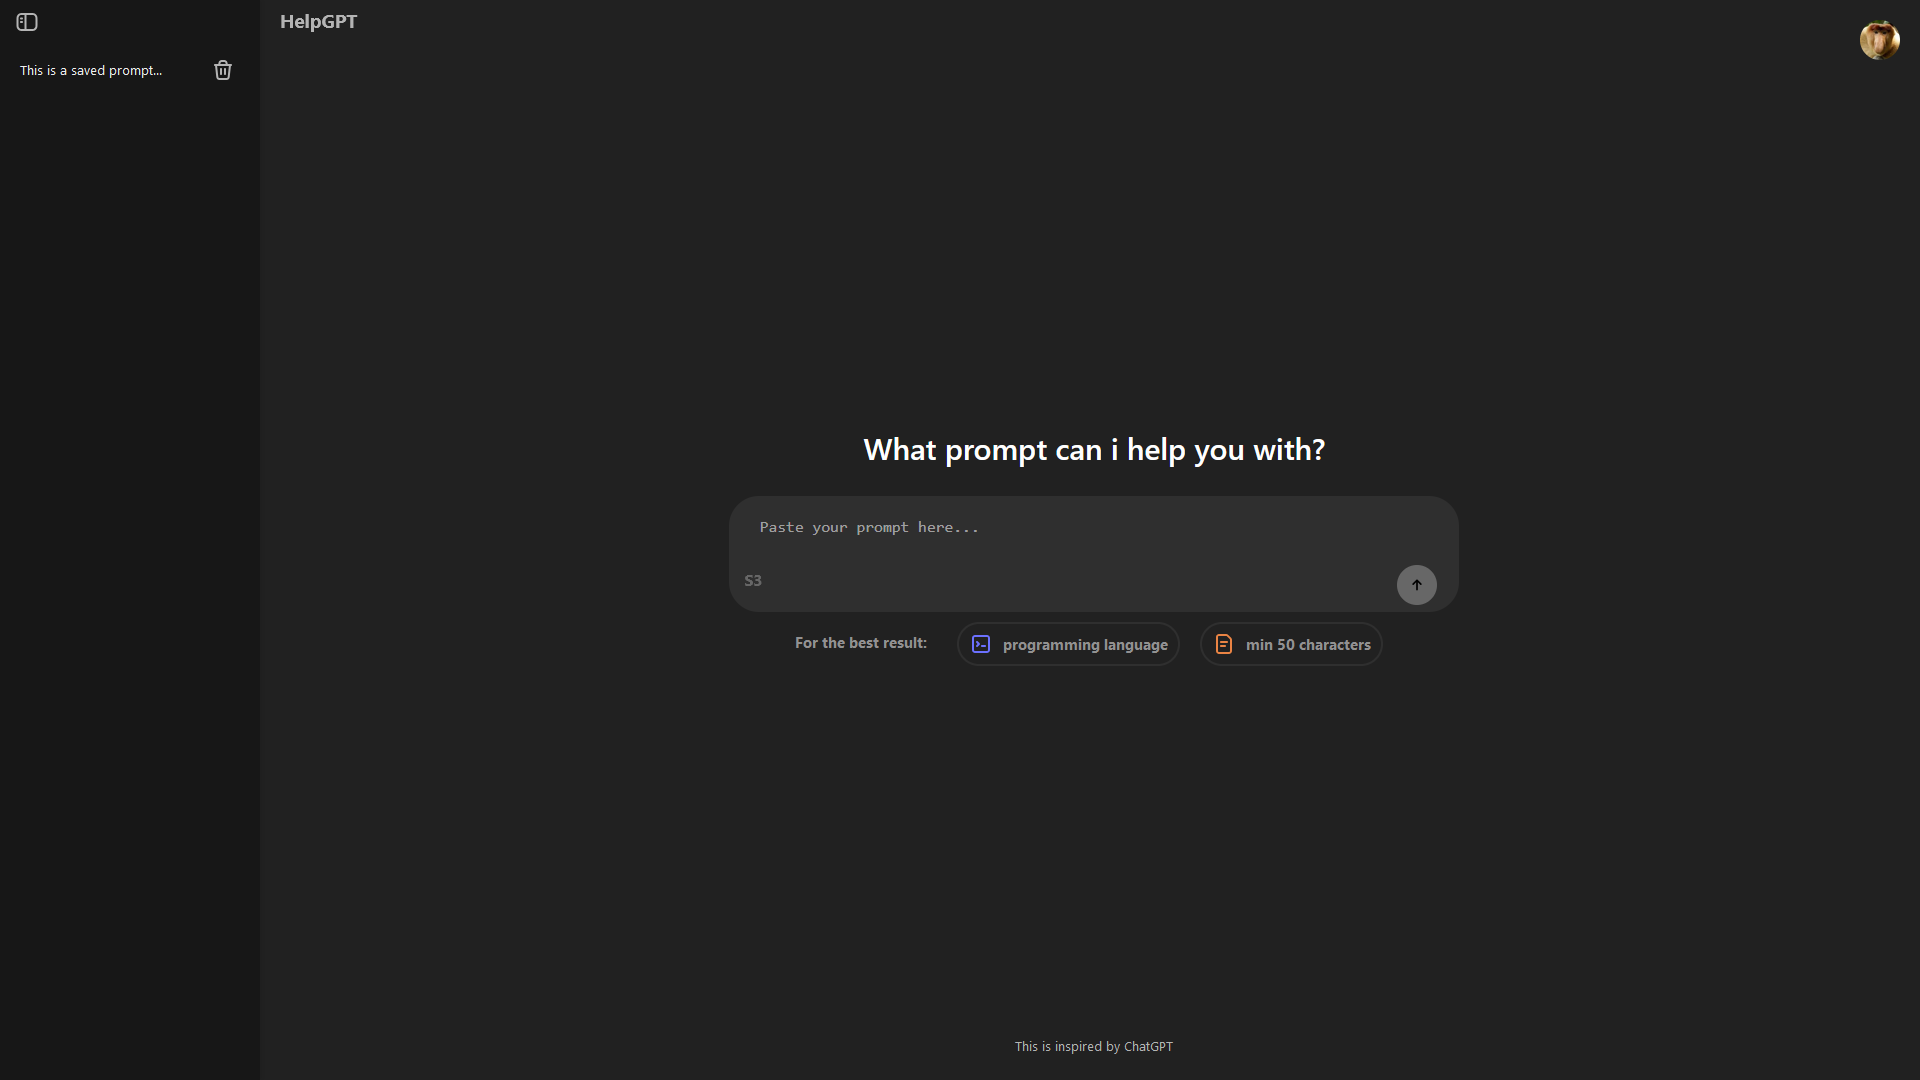 HelpGPT
This is a saved prompt...
What prompt can i help you with?
Paste your prompt here...
S3
For the best result:
programming language
min 50 characters
This is inspired by ChatGPT